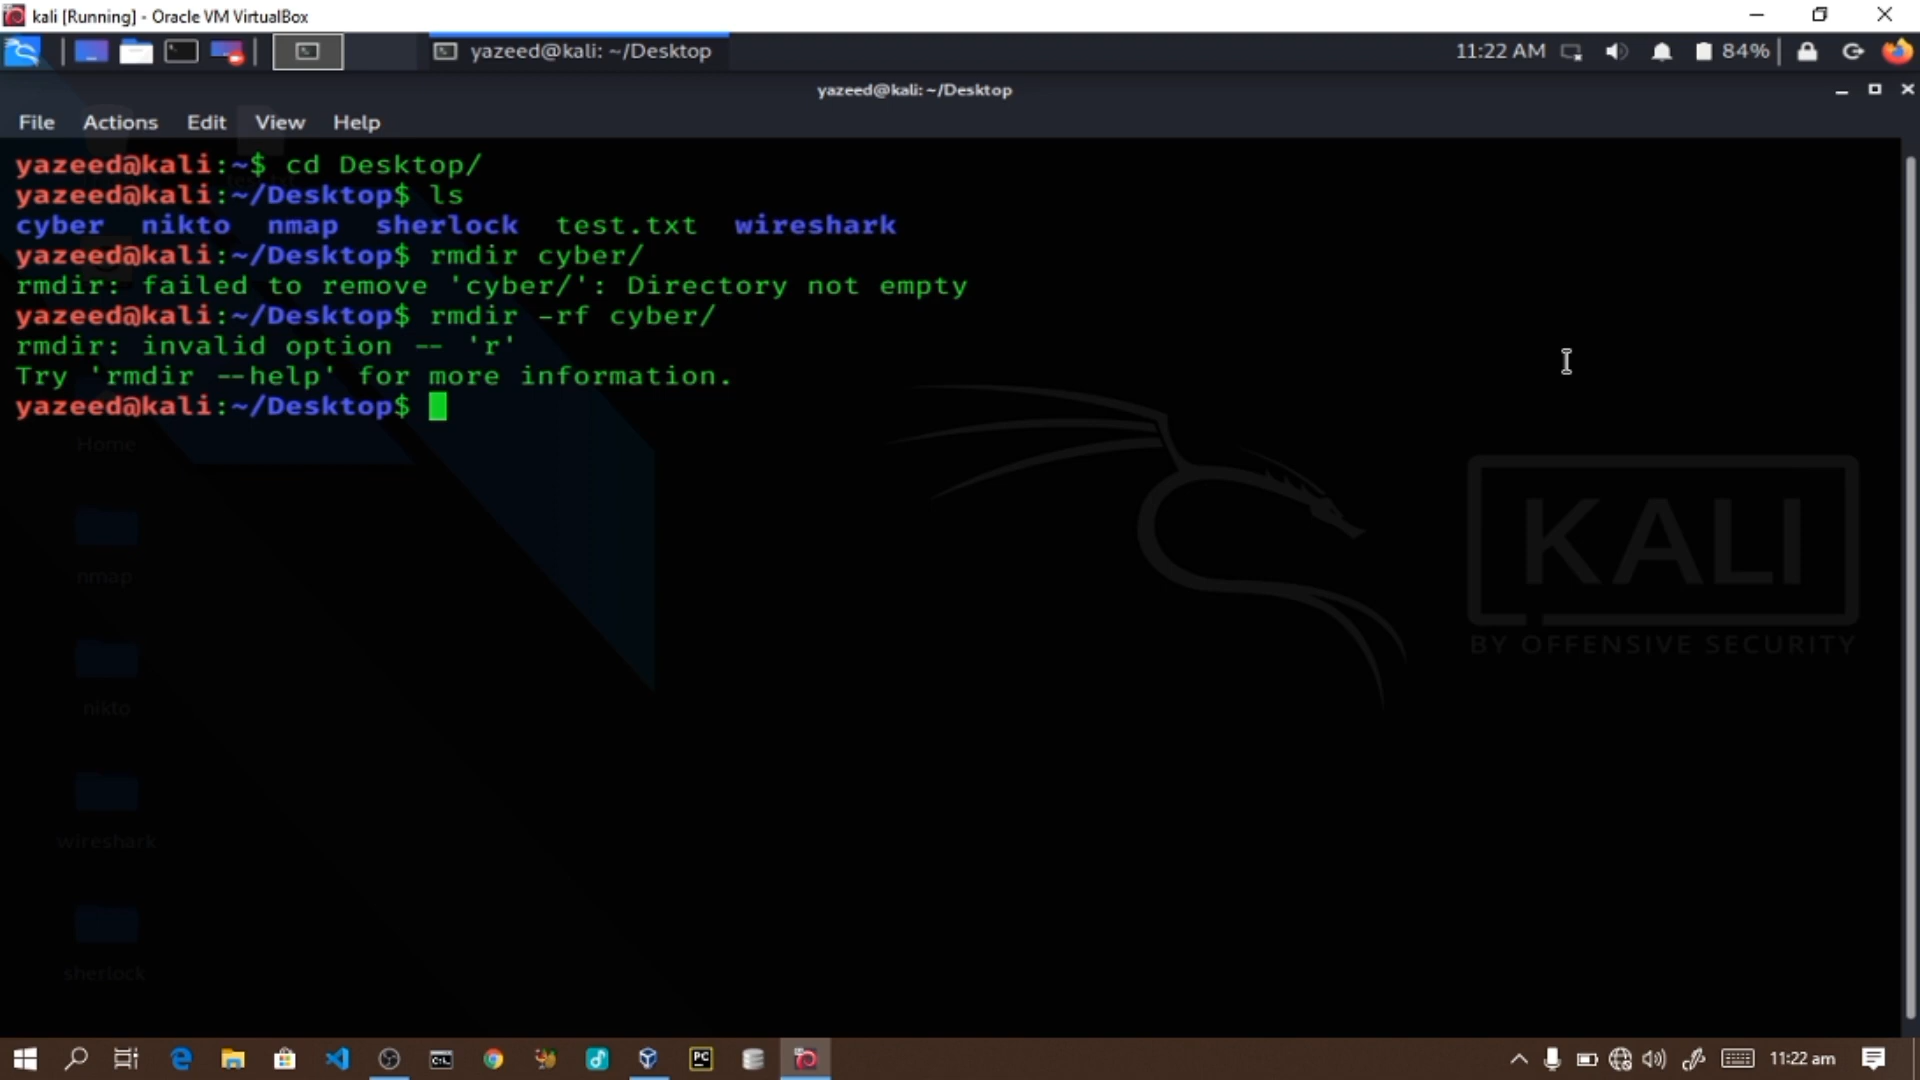 kali [Running] - Oracle VM VirtualBox
yazeed@kali: ~/Desktop
11:22 AM
84%
yazeed@kali: ~/Desktop
File Actions Edit View Help
yazeed@kali:~$ cd Desktop/
yazeed@kali:~/Desktop$ ls
cyber nikto nmap sherlock test.txt wireshark
yazeed@kali:~/Desktop$ rmdir cyber/
rmdir: failed to remove 'cyber/': Directory not empty
yazeed@kali:~/Desktop$ rmdir -rf cyber/
rmdir: invalid option -- 'r'
Try 'rmdir --help' for more information.
yazeed@kali:~/Desktop$
Home
nmap
nikto
wireshark
sherlock
KALI
BY OFFENSIVE SECURITY
PC
11:22 am